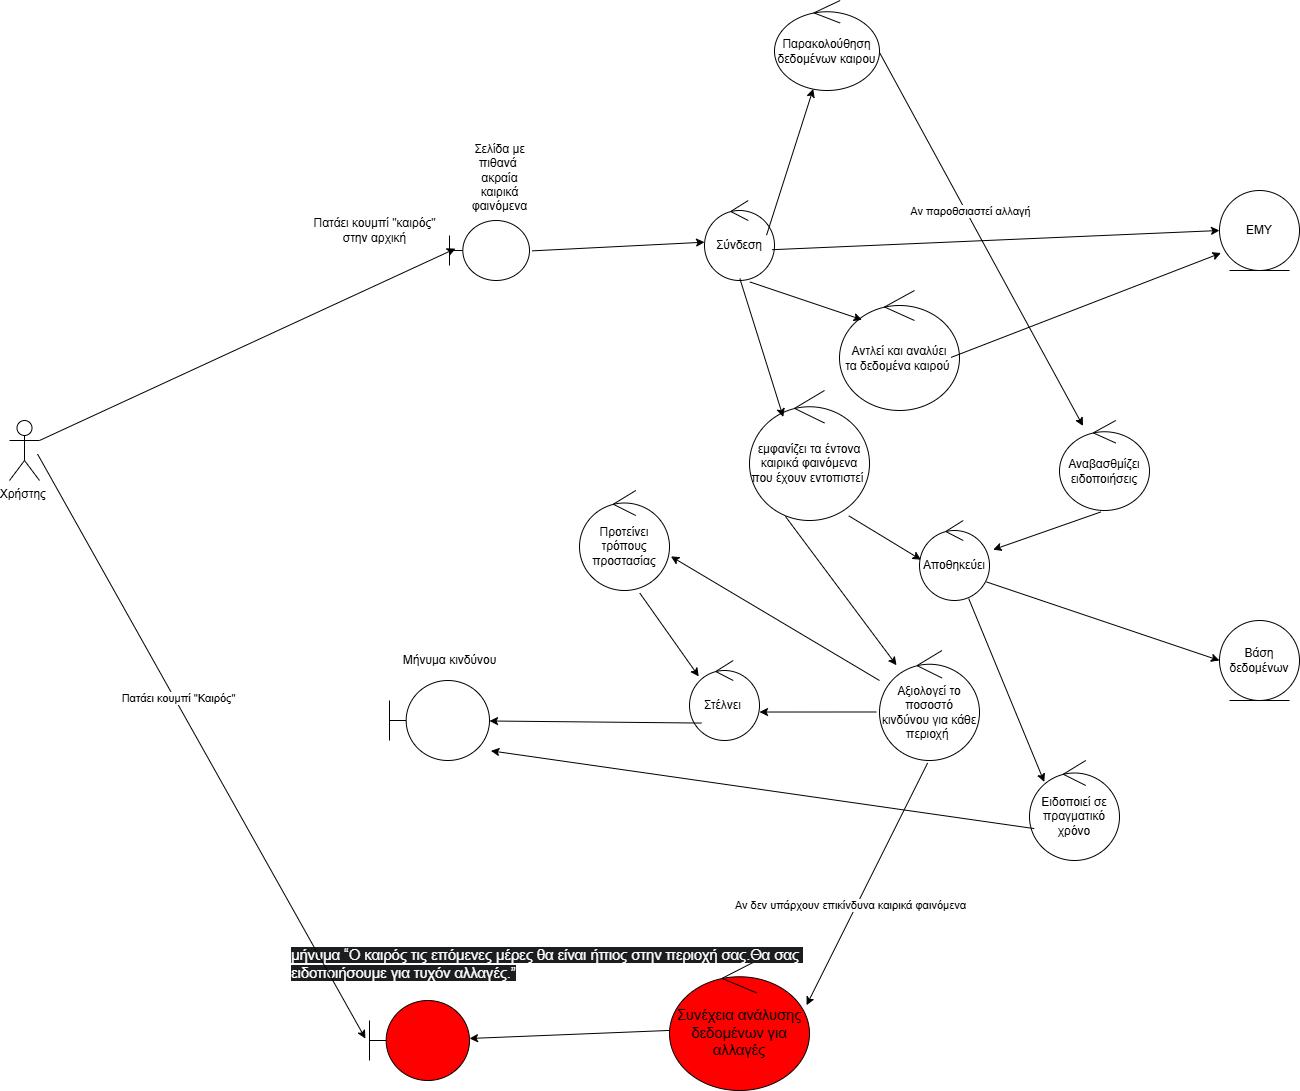 Παρακολούθηση
δεδομένων καιρου
Σελίδα με
πιθανά
ακραία
καιρικά
φαινόμενα
Πατάει κουμπί "καιρός"
στην αρχική
Αν παροθσιαστεί αλλαγή
Σύνδεση
ΕΜΥ
Αντλεί και αναλύει
τα δεδομένα καιρού
εμφανίζει τα έντονα
καιρικά φαινόμενα
που έχουν εντοπιστεί
Αναβασθμίζει
ειδοποιήσεις
Χρήστης
Προτείνει
τρόπους
προστασίας
Αποθηκεύει
Βάση
δεδομένων
Μήνυμα κινδύνου
Πατάει κουμπί "Καιρός"
Στέλνει
Αξιολογεί το
ποσοστό
κινδύνου για κάθε
περιοχή
Ειδοποιεί σε
πραγματικό
χρόνο
Αν δεν υπάρχουν επικίνδυνα καιρικά φαινόμενα
μήνυμα “Ο καιρός τις επόμενες μέρες θα είναι ήπιος στην περιοχή σας.Θα σας
ειδοποιήσουμε για τυχόν αλλαγές.”
Συνέχεια ανάλυσης
δεδομένων για
αλλαγές